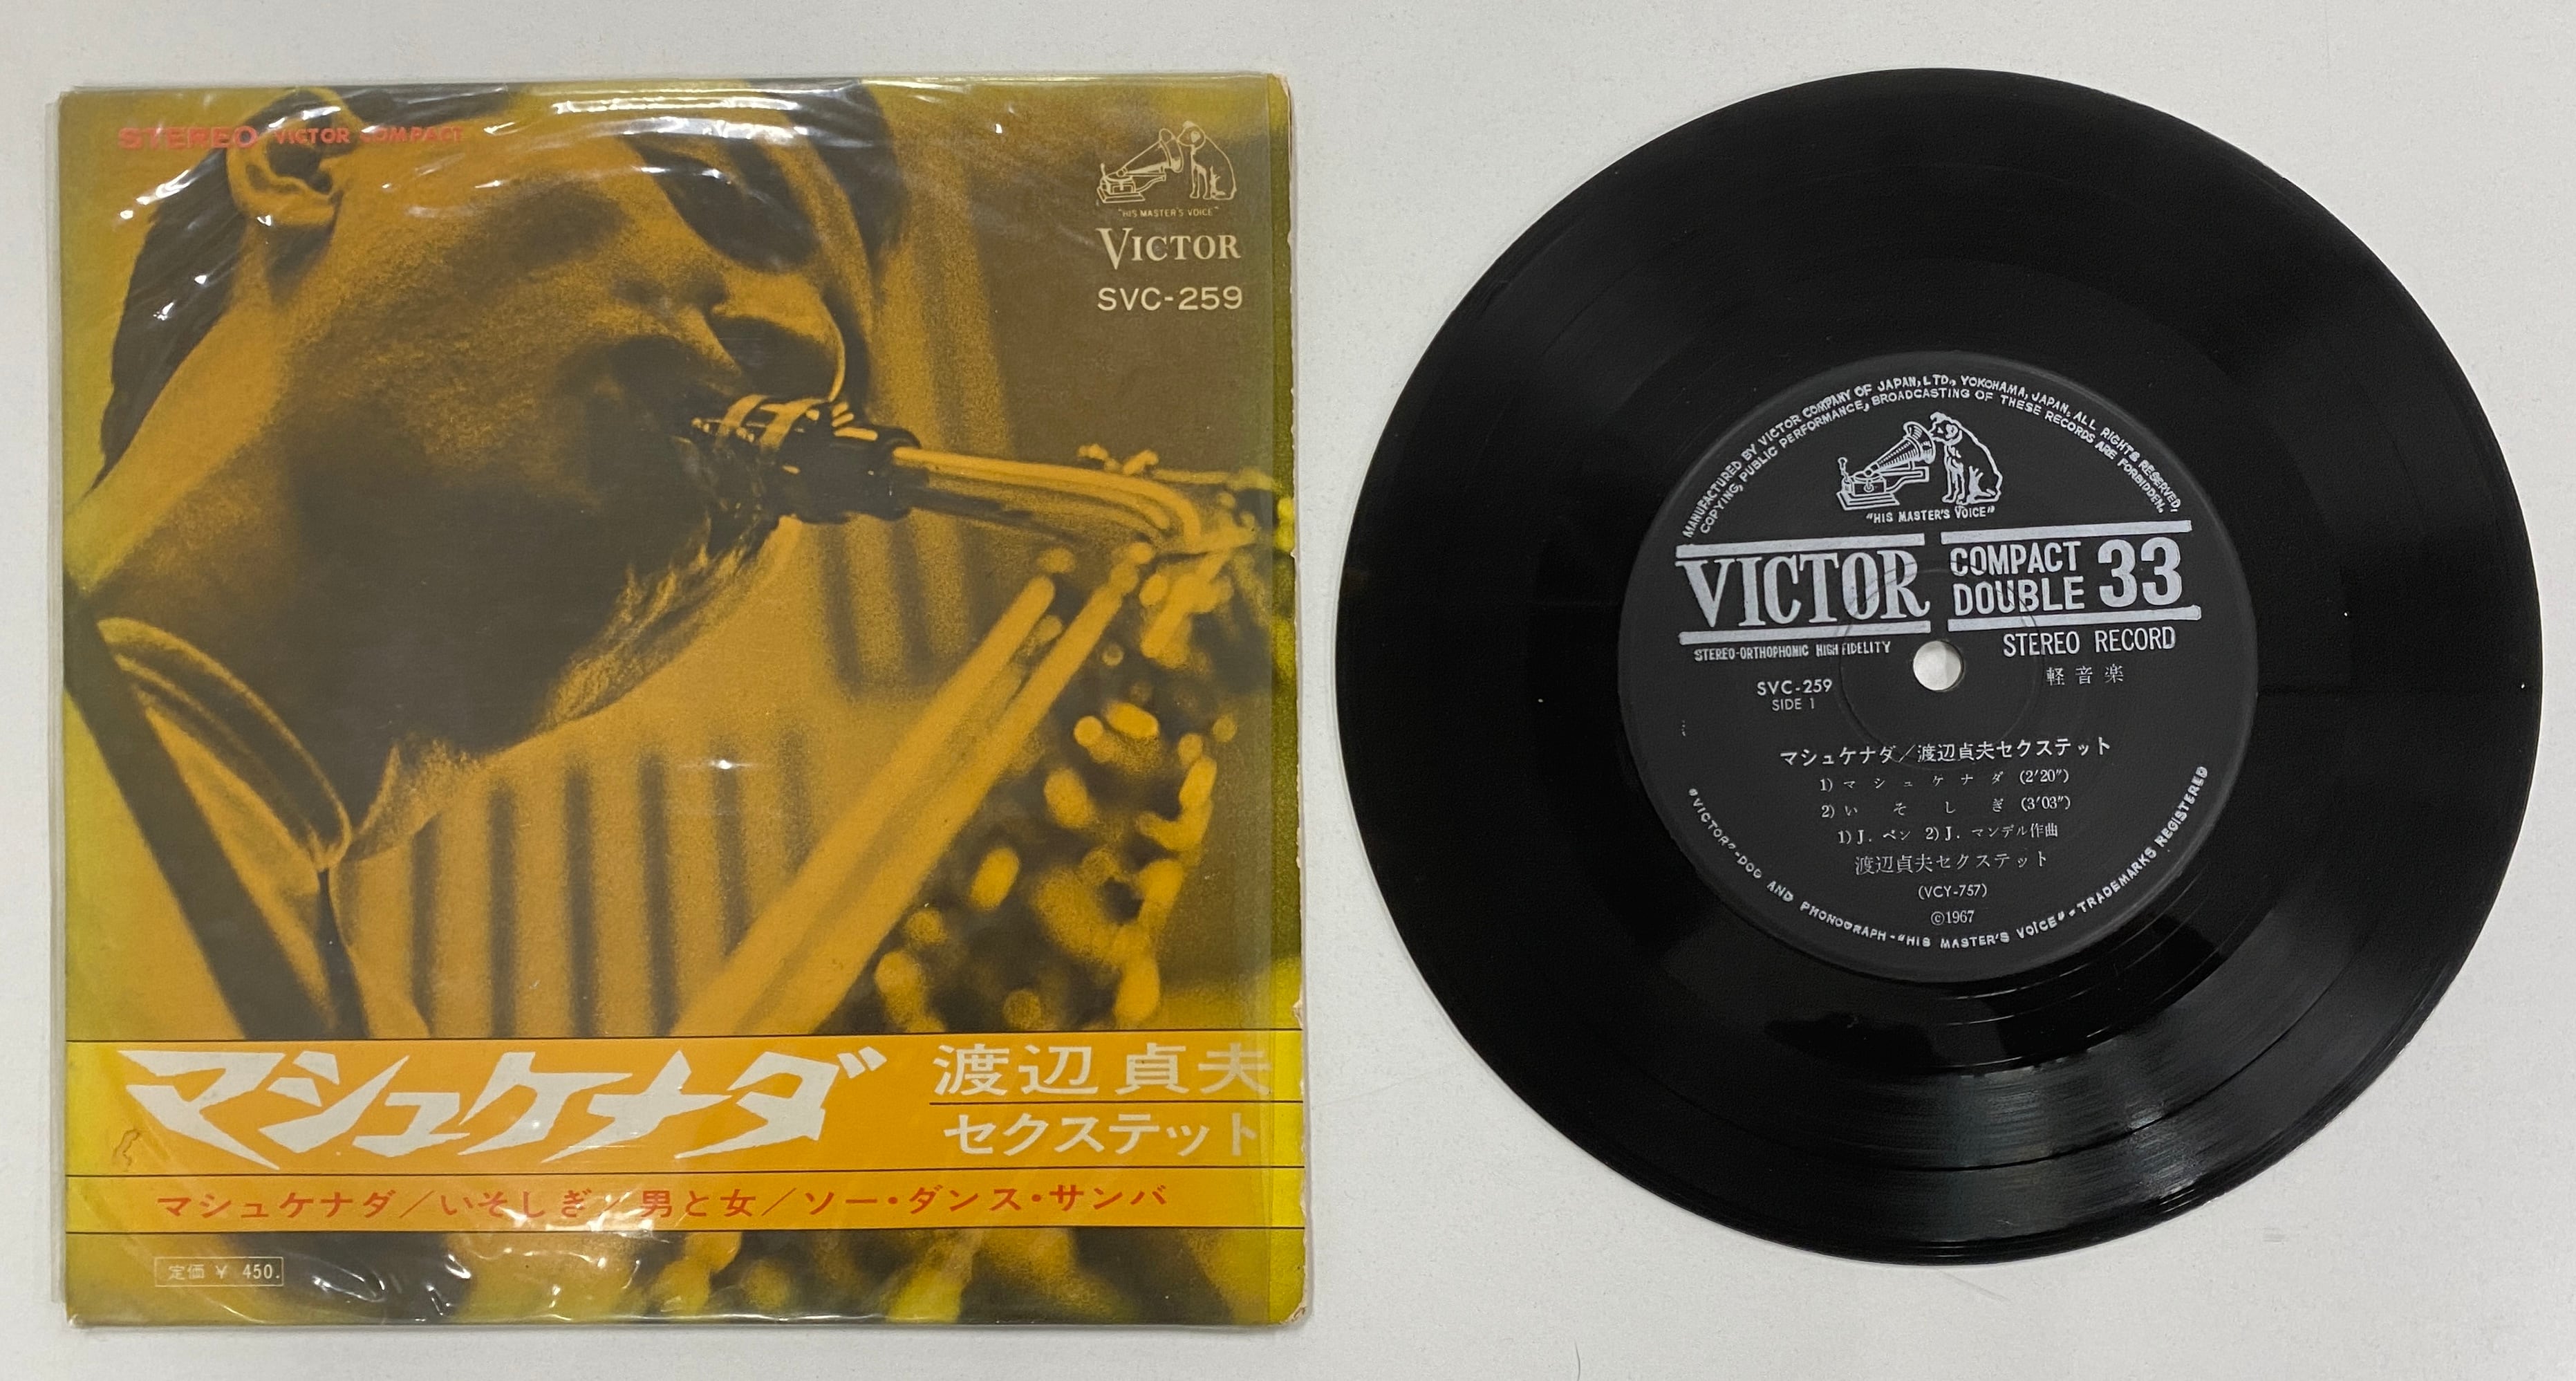 STEREO VICTOR COMPACT
"HIS MASTER'S VOICE"
VICTOR
SVC-259
マシュケナダ
渡辺貞夫
セクステット
マシュケナダ／いそしぎ／男と女／ソー・ダンス・サンバ
定価 ¥ 450.
MANUFACTURED BY VICTOR COMPANY OF JAPAN, LTD., YOKOHAMA, JAPAN. ALL RIGHTS RESERVED,
COPYING, PUBLIC PERFORMANCE, BROADCASTING OF THESE RECORDS ARE FORBIDDEN.
"HIS MASTER'S VOICE"
VICTOR
COMPACT
DOUBLE 33
STEREO-ORTHOPHONIC HIGH FIDELITY
STEREO RECORD
軽音楽
SVC-259
SIDE 1
マシュケナダ／渡辺貞夫セクステット
1) マシュケナダ (2'20")
2) いそしぎ (3'03")
1) J. ベン 2) J. マンデル作曲
渡辺貞夫セクステット
(VCY-757)
©1967
"VICTOR"-DOG AND PHONOGRAPH-"HIS MASTER'S VOICE"-TRADEMARKS REGISTERED